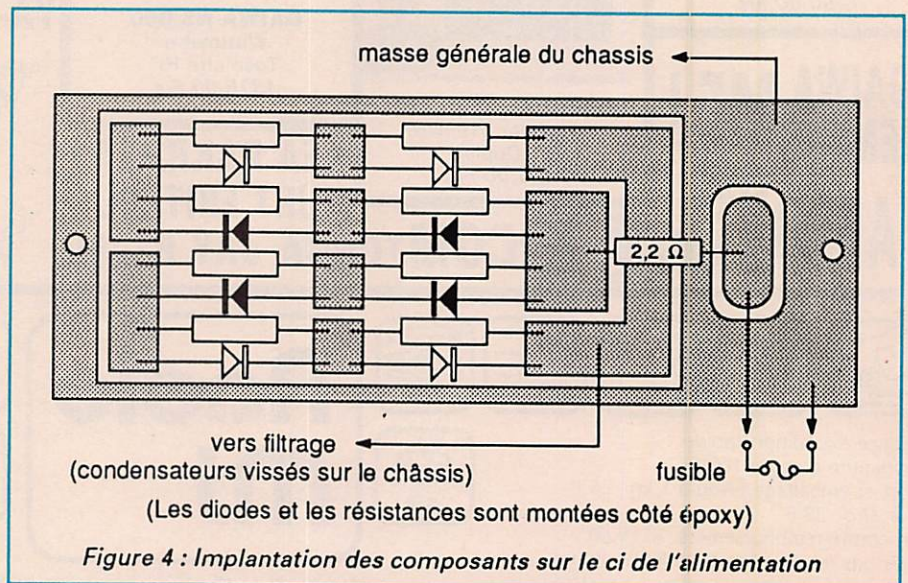 masse générale du chassis
2,2 Ω
vers filtrage
(condensateurs vissés sur le châssis)
fusible
(Les diodes et les résistances sont montées côté époxy)
Figure 4 : Implantation des composants sur le ci de l'alimentation